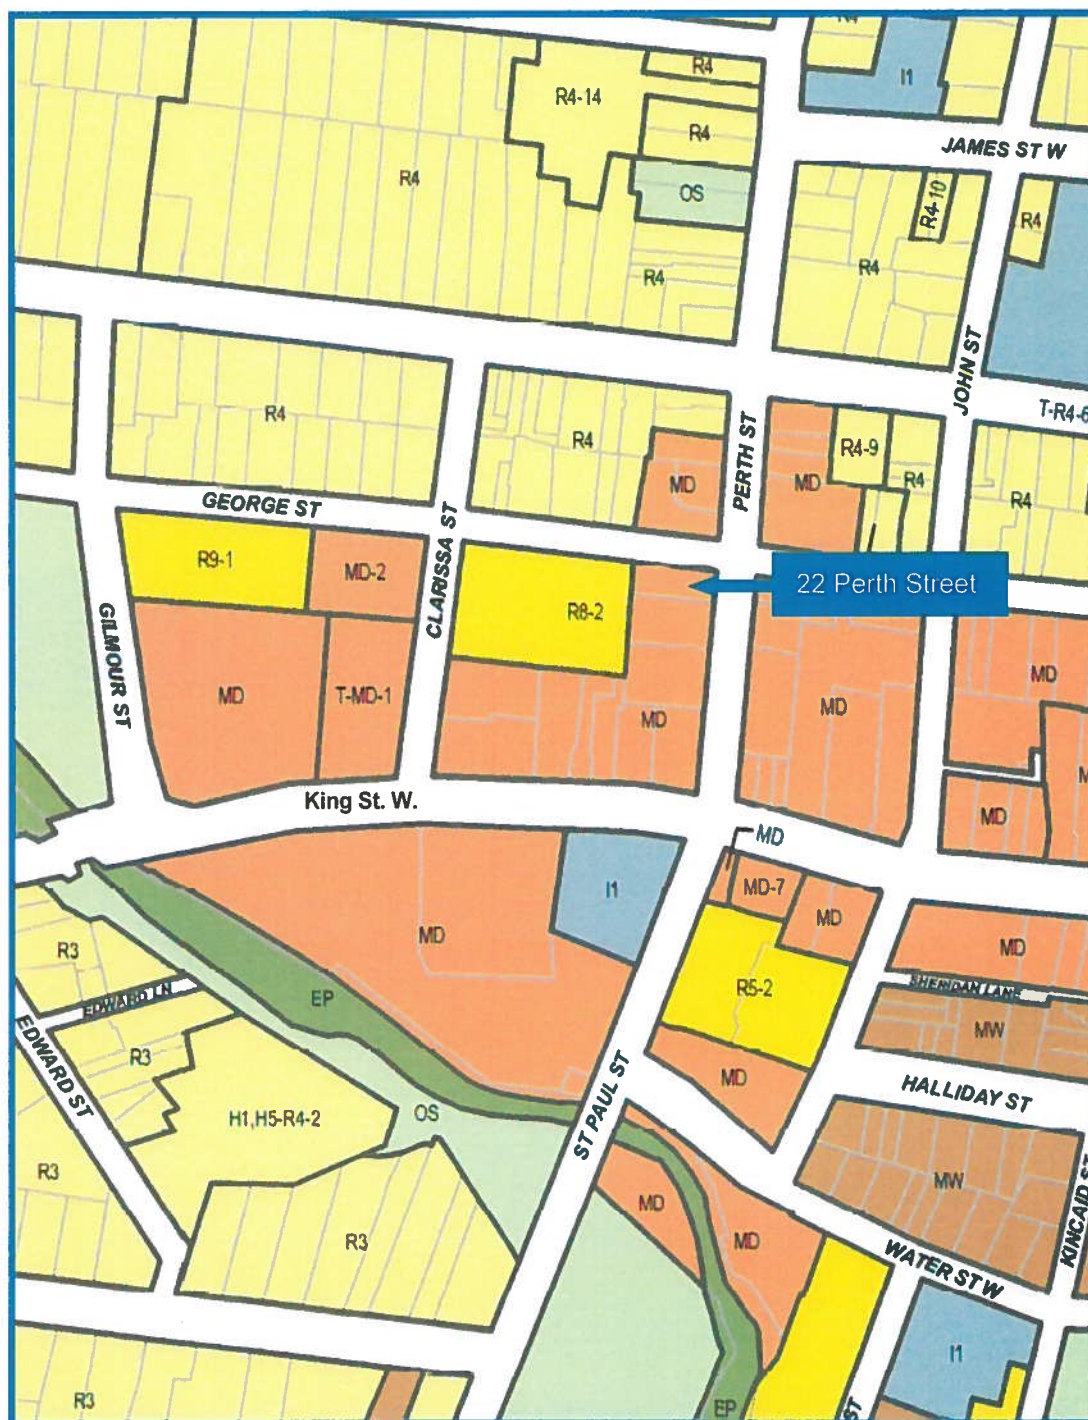 R4
R4
I1
R4-14
R4
JAMES ST W
R4
OS
R4-10
R4
R4
R4
JOHN ST
T-R4-6
R4
R4
PERTH ST
R4-9
MD
MD
R4
R4
GEORGE ST
CLARISSA ST
R9-1
MD-2
R8-2
22 Perth Street
GILMOUR ST
MD
T-MD-1
MD
MD
MD
King St. W.
MD
MD
I1
MD-7
MD
MD
MD
R3
EDWARD LN
EP
R5-2
SHERIDAN LANE
MW
EDWARD ST
R3
MD
HALLIDAY ST
H1,H5-R4-2
OS
ST PAUL ST
R3
MW
KINCAID ST
MD
R3
MD
WATER ST W
I1
R3
EP
ST